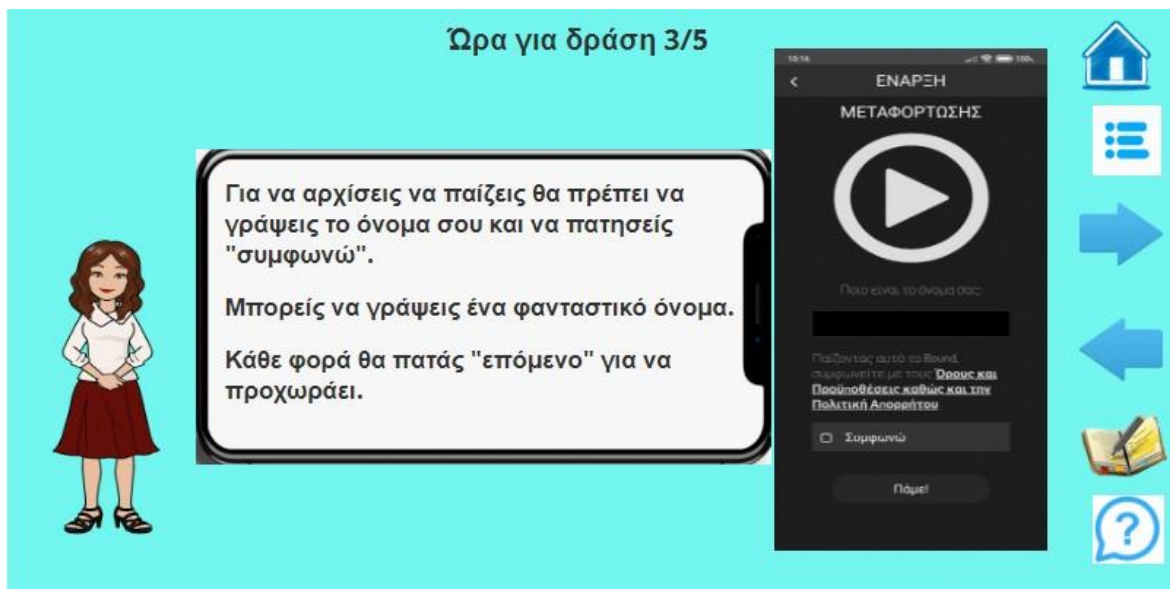 Ώρα για δράση 3/5
Για να αρχίσεις να παίζεις θα πρέπει να
γράψεις το όνομα σου και να πατησείς
"συμφωνώ".
Μπορείς να γράψεις ένα φανταστικό όνομα.
Κάθε φορά θα πατάς "επόμενο" για να
προχωράει.
10:16
100%
ΕΝΑΡΞΗ
ΜΕΤΑΦΟΡΤΩΣΗΣ
Ποιο είναι το όνομα σας;
Παίζοντας αυτό το Bound,
συμφωνείτε με τους Όρους και
Προϋποθέσεις καθώς και την
Πολιτική Απορρήτου
Συμφωνώ
Πάμε!
?